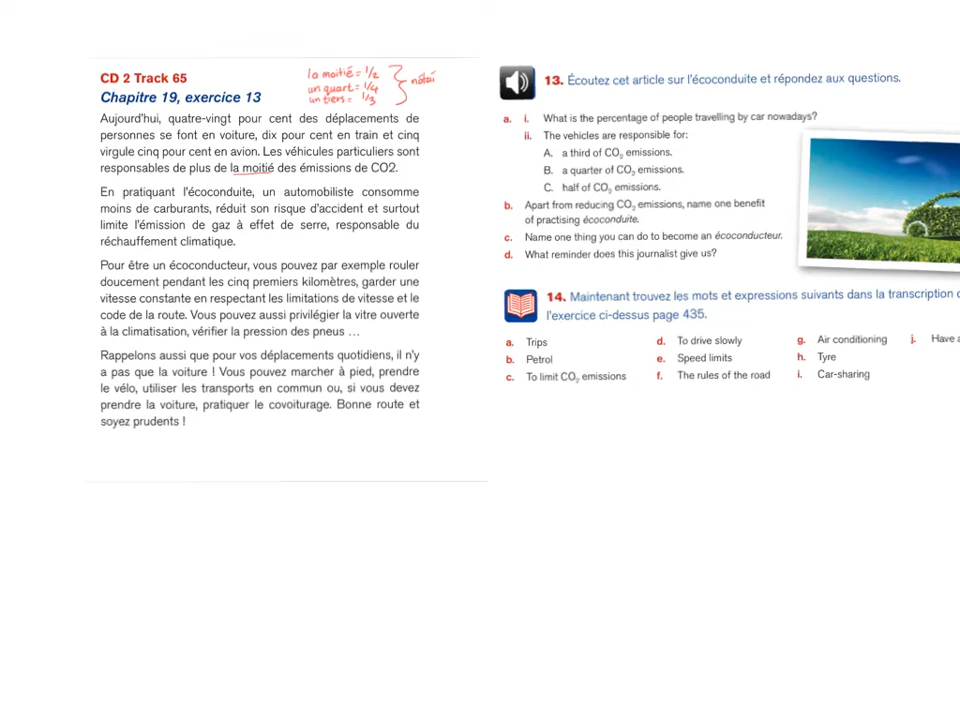 CD 2 Track 65
la moitié = 1/2
un quart = 1/4
un tiers = 1/3
nótaí
Chapitre 19, exercice 13
Aujourd'hui, quatre-vingt pour cent des déplacements de
personnes se font en voiture, dix pour cent en train et cinq
virgule cinq pour cent en avion. Les véhicules particuliers sont
responsables de plus de la moitié des émissions de CO2.
En pratiquant l'écoconduite, un automobiliste consomme
moins de carburants, réduit son risque d'accident et surtout
limite l'émission de gaz à effet de serre, responsable du
réchauffement climatique.
Pour être un écoconducteur, vous pouvez par exemple rouler
doucement pendant les cinq premiers kilomètres, garder une
vitesse constante en respectant les limitations de vitesse et le
code de la route. Vous pouvez aussi privilégier la vitre ouverte
à la climatisation, vérifier la pression des pneus ...
Rappelons aussi que pour vos déplacements quotidiens, il n'y
a pas que la voiture ! Vous pouvez marcher à pied, prendre
le vélo, utiliser les transports en commun ou, si vous devez
prendre la voiture, pratiquer le covoiturage. Bonne route et
soyez prudents !
13. Écoutez cet article sur l'écoconduite et répondez aux questions.
a. i. What is the percentage of people travelling by car nowadays?
ii. The vehicles are responsible for:
A. a third of CO₂ emissions.
B. a quarter of CO₂ emissions.
C. half of CO₂ emissions.
b. Apart from reducing CO₂ emissions, name one benefit
of practising écoconduite.
c. Name one thing you can do to become an écoconducteur.
d. What reminder does this journalist give us?
14. Maintenant trouvez les mots et expressions suivants dans la transcription
l'exercice ci-dessus page 435.
a. Trips
b. Petrol
c. To limit CO₂ emissions
d. To drive slowly
e. Speed limits
f. The rules of the road
g. Air conditioning
h. Tyre
i. Car-sharing
j. Have